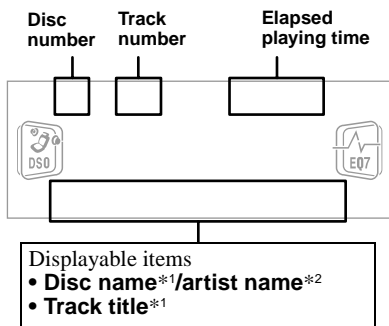 Disc number
Track number
Elapsed playing time
DSO
EQ7
Displayable items
• Disc name*1/artist name*2
• Track title*1